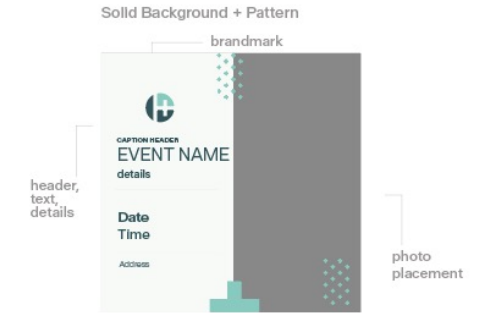 Solid Background + Pattern
brandmark
CAPTION HEADER
EVENT NAME
details
header,
text,
details
Date
Time
Address
photo
placement